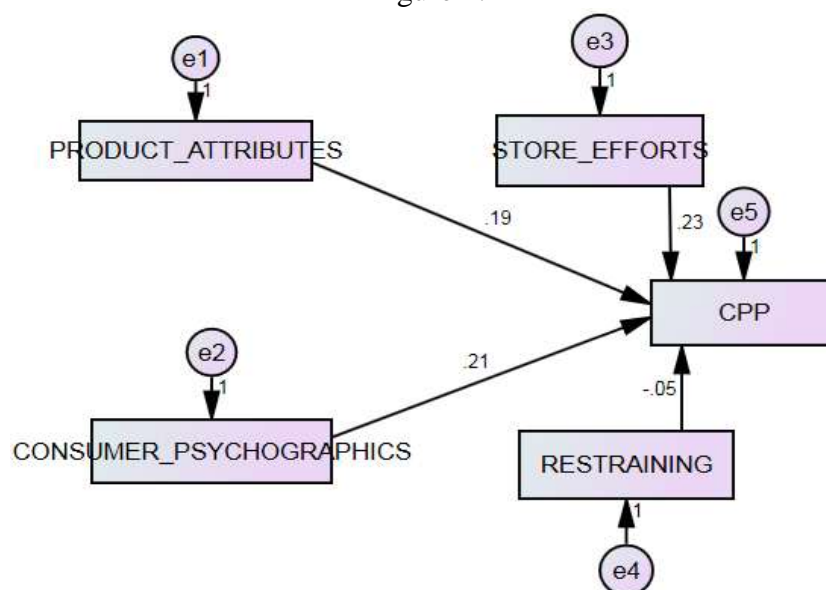 e3
e1
1
1
PRODUCT_ATTRIBUTES
STORE_EFFORTS
e5
.19
.23
1
CPP
e2
.21
1
-.05
CONSUMER_PSYCHOGRAPHICS
RESTRAINING
1
e4